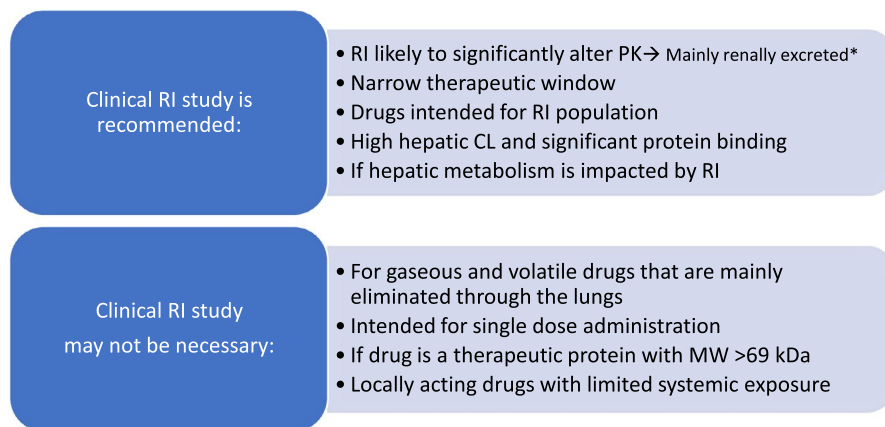 Clinical RI study is
recommended:
• RI likely to significantly alter PK→ Mainly renally excreted*
• Narrow therapeutic window
• Drugs intended for RI population
• High hepatic CL and significant protein binding
• If hepatic metabolism is impacted by RI
Clinical RI study
may not be necessary:
• For gaseous and volatile drugs that are mainly
eliminated through the lungs
• Intended for single dose administration
• If drug is a therapeutic protein with MW >69 kDa
• Locally acting drugs with limited systemic exposure